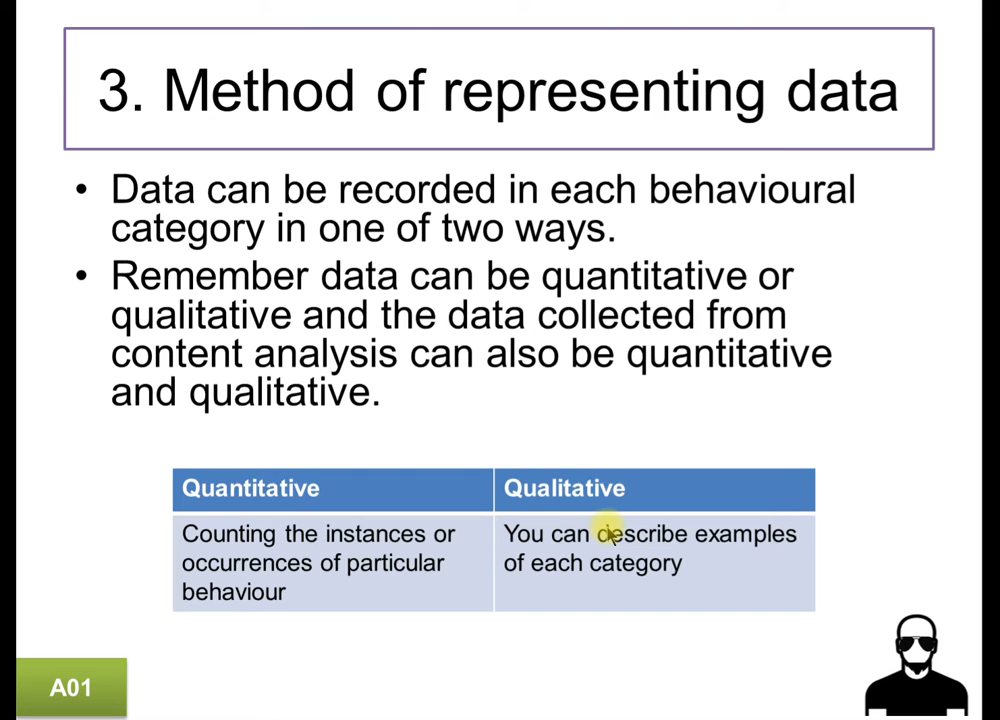 3. Method of representing data
• Data can be recorded in each behavioural
category in one of two ways.
• Remember data can be quantitative or
qualitative and the data collected from
content analysis can also be quantitative
and qualitative.
Quantitative
Qualitative
Counting the instances or
occurrences of particular
behaviour
You can describe examples
of each category
A01